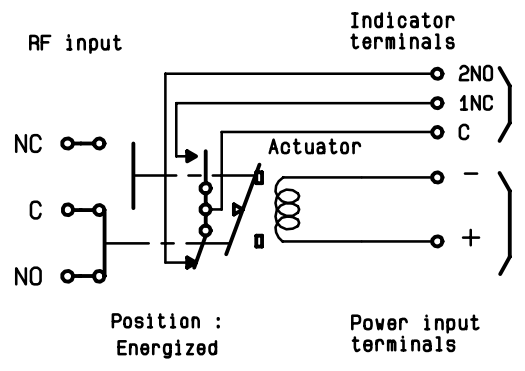 Indicator
terminals
RF input
2NO
1NC
C
Actuator
NC
−
C
+
NO
Position :
Energized
Power input
terminals